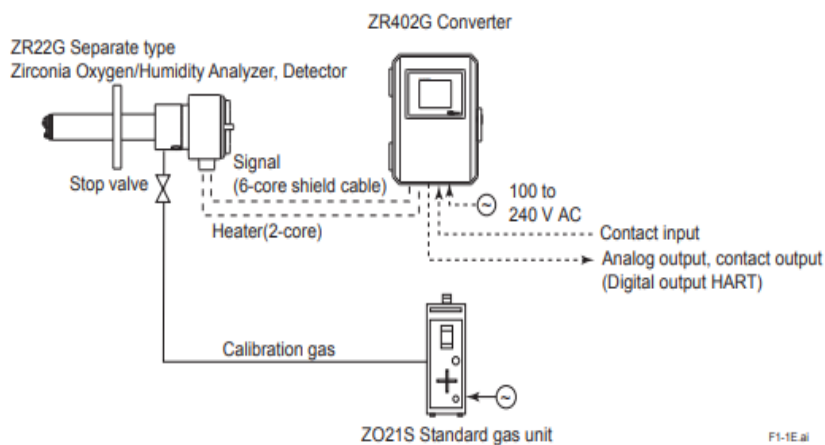 ZR402G Converter
ZR22G Separate type
Zirconia Oxygen/Humidity Analyzer, Detector
Signal
(6-core shield cable)
Stop valve
Heater(2-core)
~
100 to
240 V AC
Contact input
Analog output, contact output
(Digital output HART)
Calibration gas
~
ZO21S Standard gas unit
F1-1E.ai